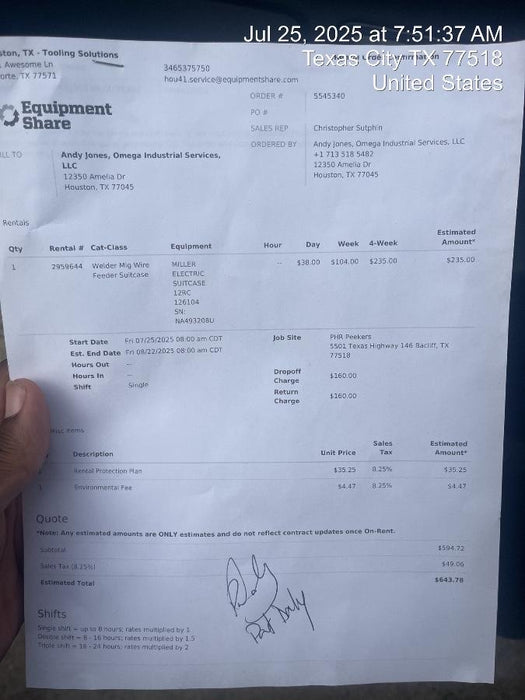 Jul 25, 2025 at 7:51:37 AM
Texas City TX 77518
United States
ston, TX - Tooling Solutions
Awesome Ln
orte, TX 77571
3465375750
hou41.service@equipmentshare.com
Equipment
Share
ORDER # 5545340
PO #
SALES REP Christopher Sutphin
ORDERED BY Andy Jones, Omega Industrial Services, LLC
+1 713 518 5482
12350 Amelia Dr
Houston, TX 77045
LL TO Andy Jones, Omega Industrial Services,
LLC
12350 Amelia Dr
Houston, TX 77045
Rentals
Qty Rental # Cat-Class Equipment Hour Day Week 4-Week Estimated Amount*
1 2959644 Welder Mig Wire Feeder Suitcase MILLER -- $38.00 $104.00 $235.00 $235.00
ELECTRIC
SUITCASE
12RC
126104
SN:
NA493208U
Start Date Fri 07/25/2025 08:00 am CDT
Est. End Date Fri 08/22/2025 08:00 am CDT
Hours Out --
Hours In --
Shift Single
Job Site PHR Peekers
5501 Texas Highway 146 Bacliff, TX
77518
Dropoff Charge $160.00
Return Charge $160.00
Misc Items
Description Unit Price Sales Tax Estimated Amount*
Rental Protection Plan $35.25 8.25% $35.25
1 Environmental Fee $4.47 8.25% $4.47
Quote
*Note: Any estimated amounts are ONLY estimates and do not reflect contract updates once On-Rent.
Subtotal $594.72
Sales Tax (8.25%) $49.06
Estimated Total $643.78
Pat Daly
Shifts
Single shift = up to 8 hours; rates multiplied by 1
Double shift = 8 - 16 hours; rates multiplied by 1.5
Triple shift = 16 - 24 hours; rates multiplied by 2